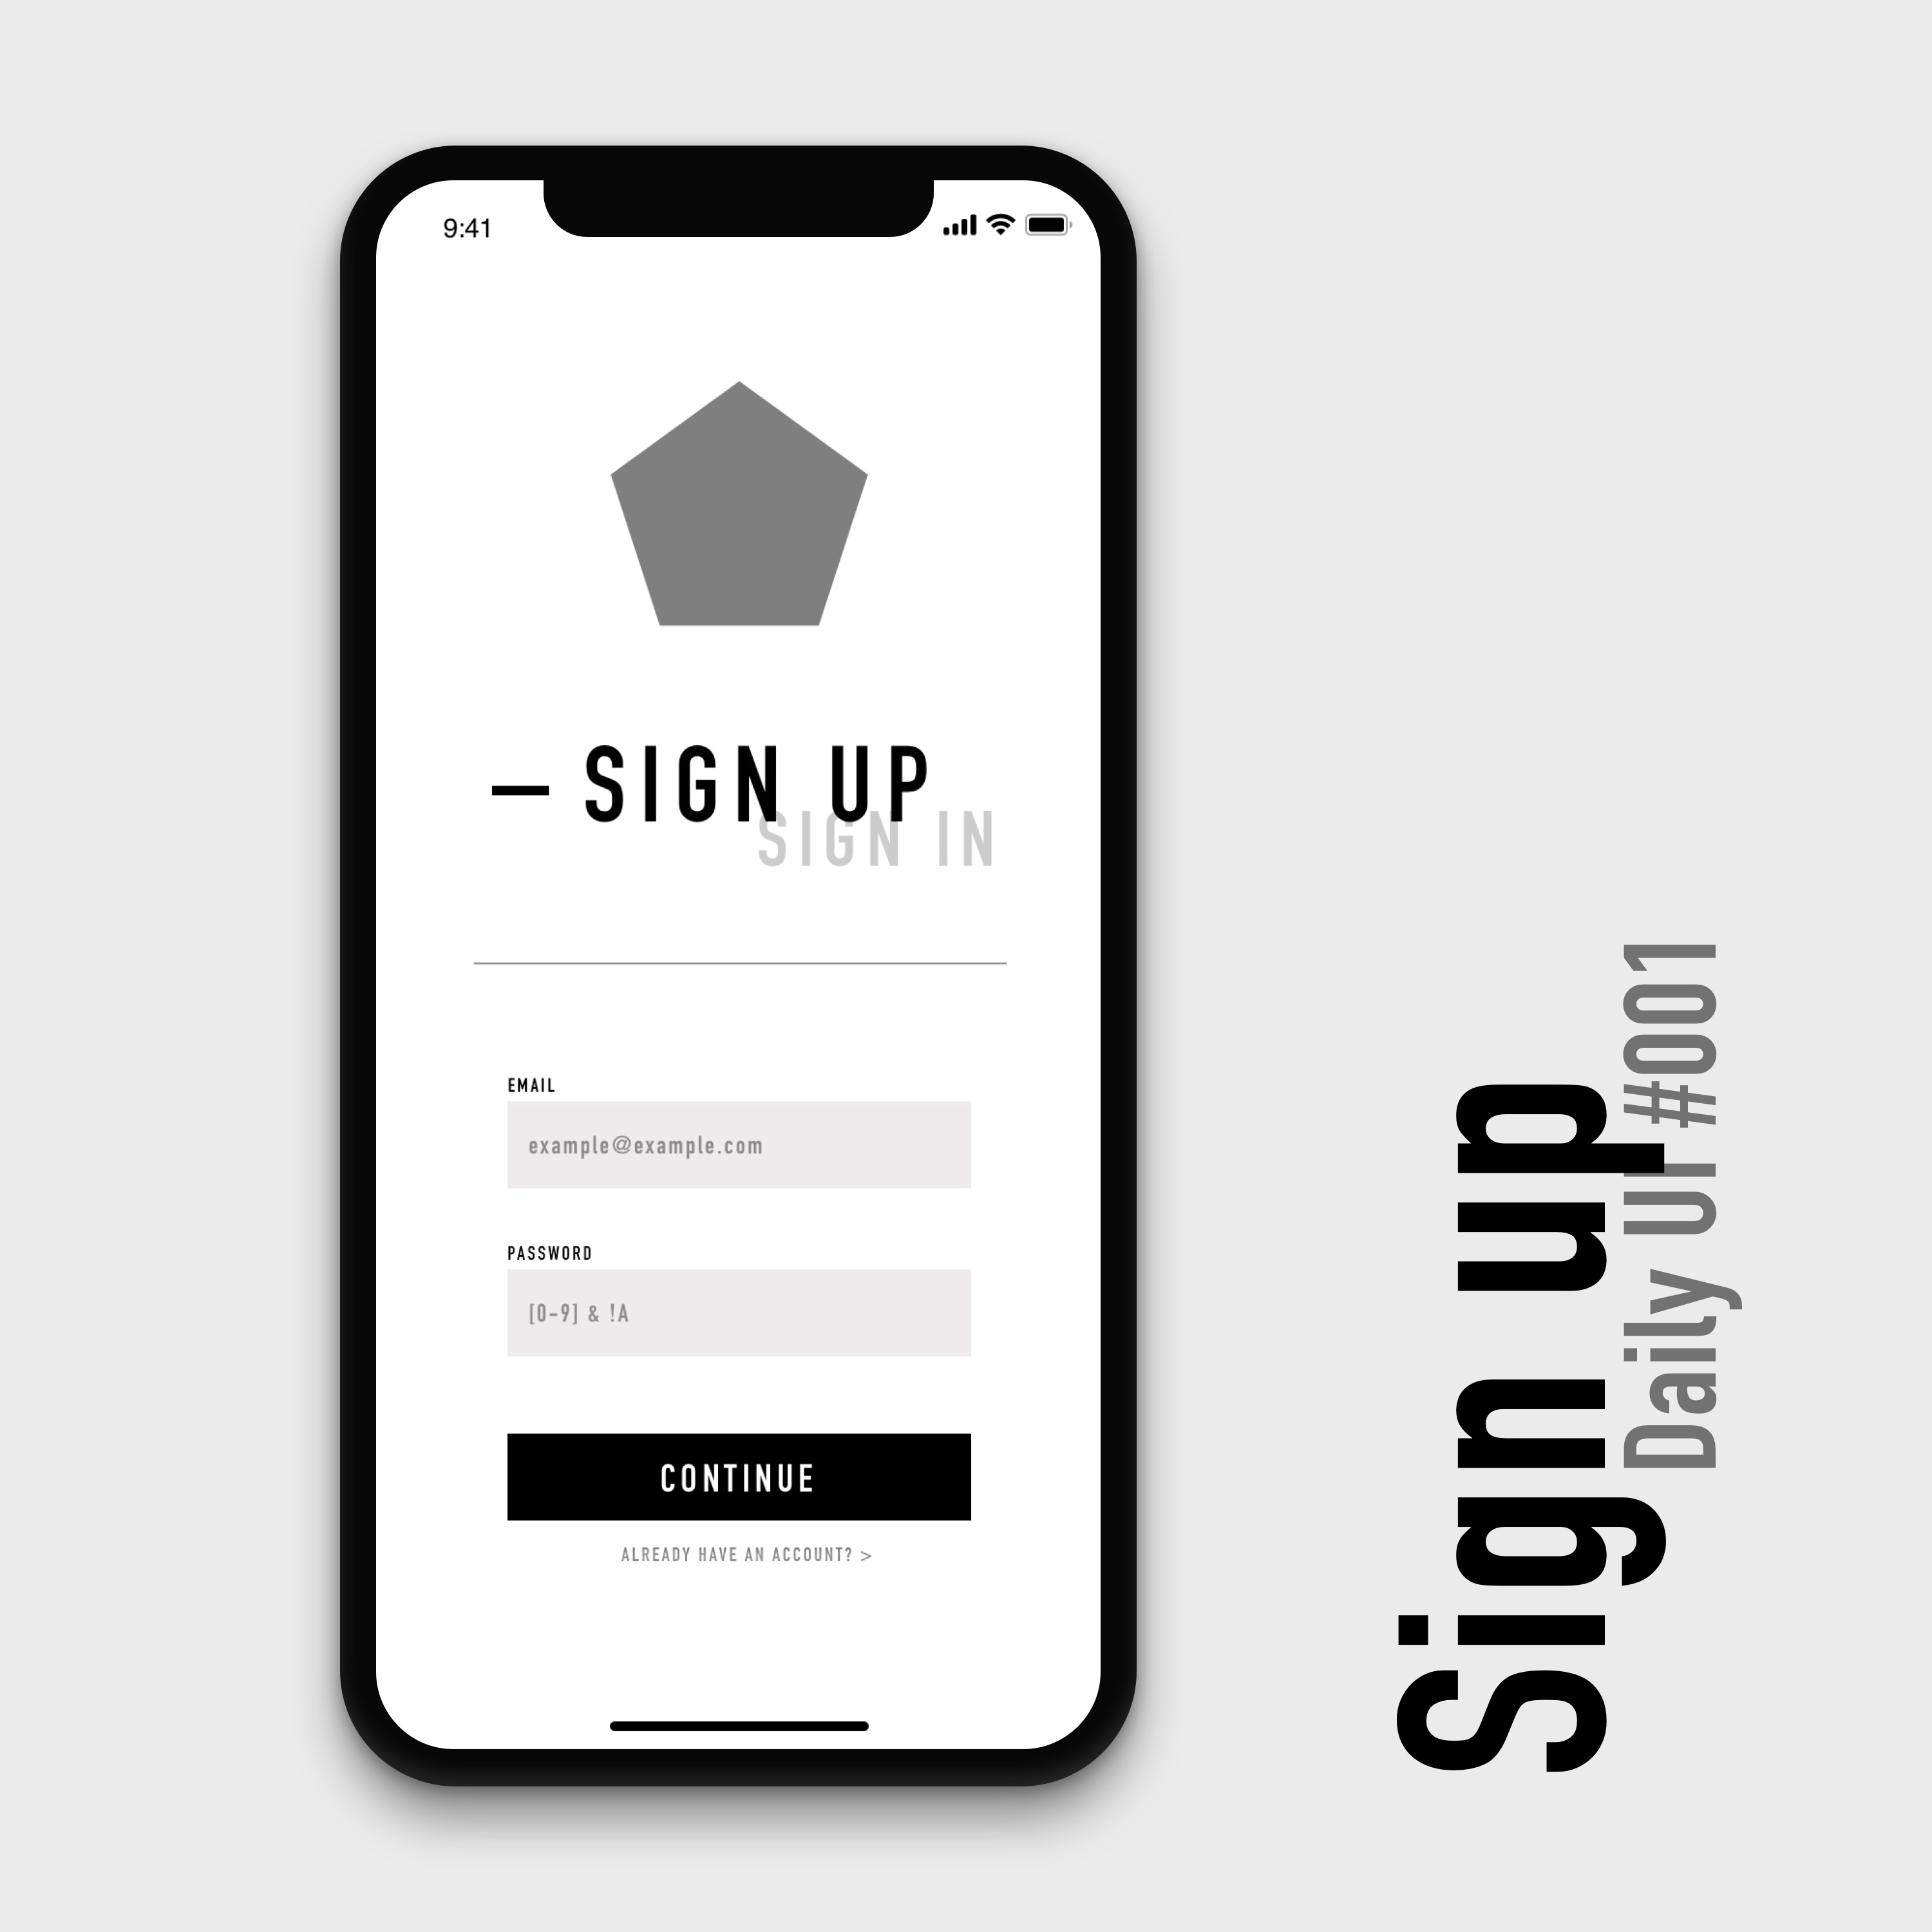 9:41
— SIGN UP
SIGN IN
EMAIL
example@example.com
PASSWORD
[0-9] & !A
CONTINUE
ALREADY HAVE AN ACCOUNT? >
Sign up
Daily UI #001